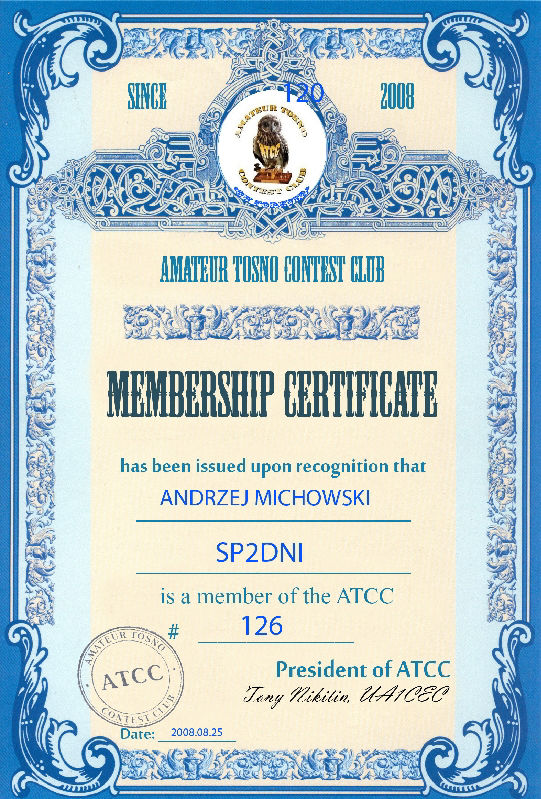 SINCE
2008
120
AMATEUR TOSNO
ATCC
CONTEST CLUB
AMATEUR TOSNO CONTEST CLUB
MEMBERSHIP CERTIFICATE
has been issued upon recognition that
ANDRZEJ MICHOWSKI
SP2DNI
is a member of the ATCC
# 126
AMATEUR TOSNO
ATCC
CONTEST CLUB
President of ATCC
Tony Nikitin, UA1CEC
Date: 2008.08.25